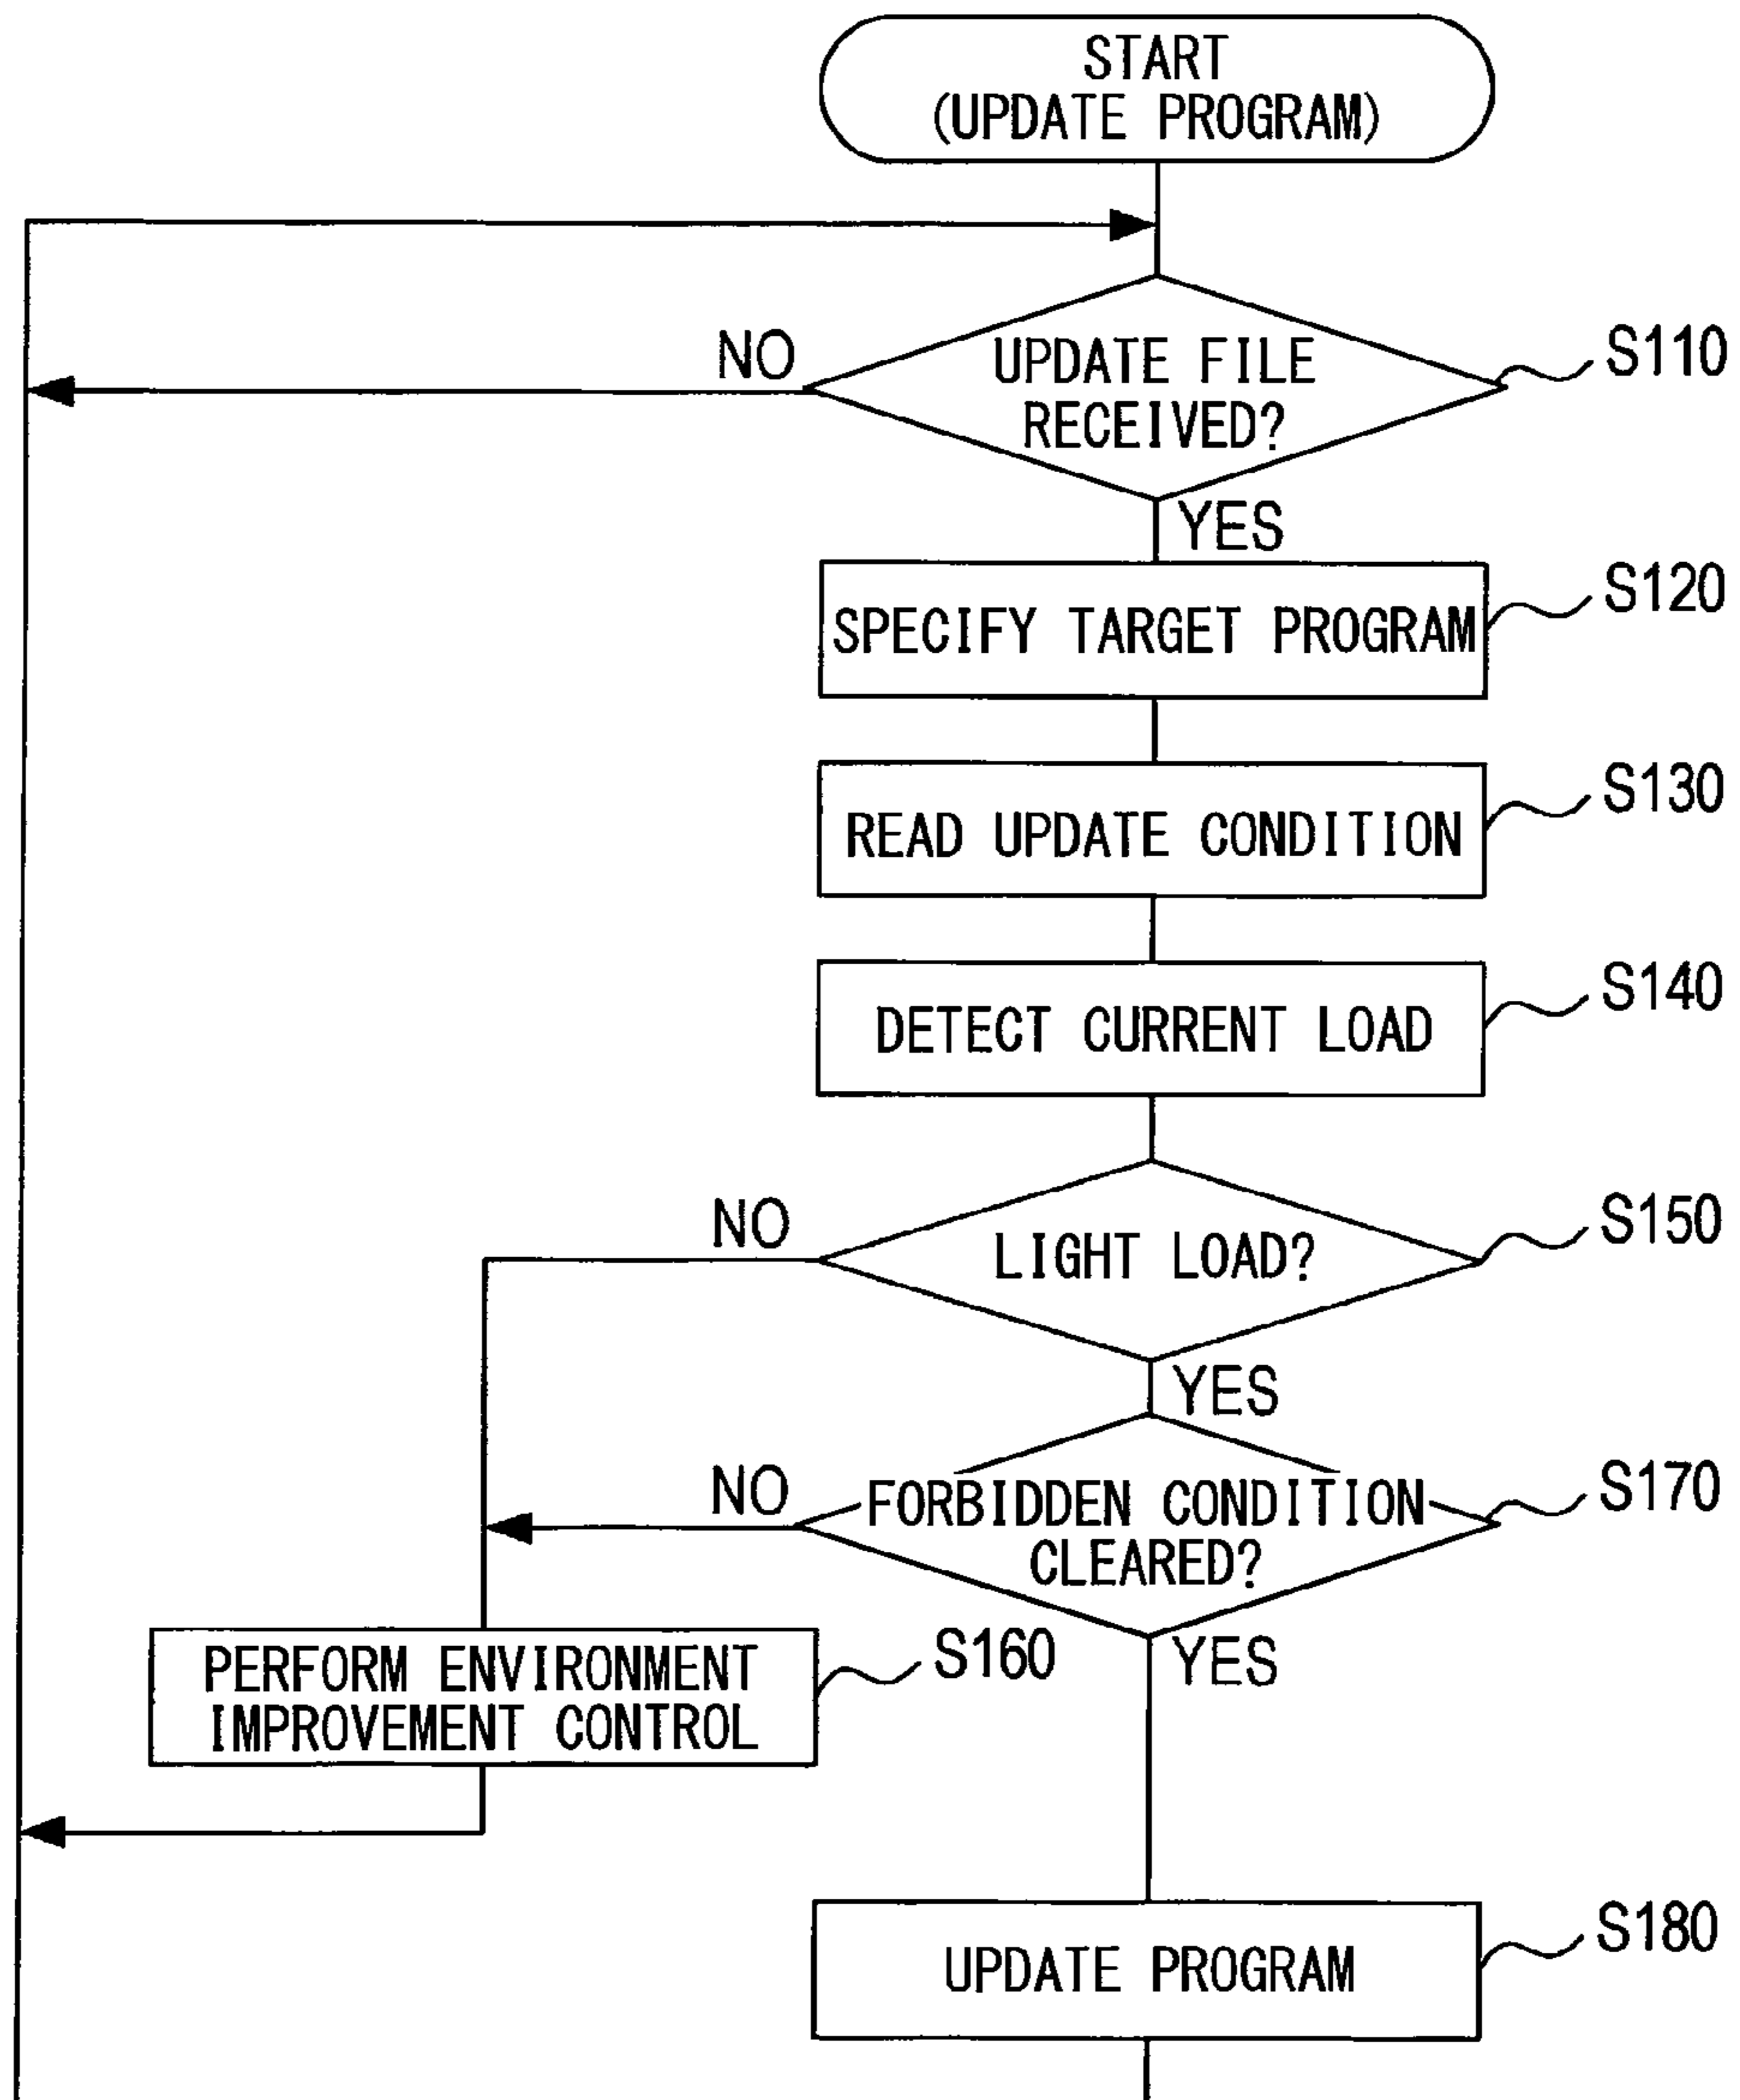 START
(UPDATE PROGRAM)
NO
UPDATE FILE
RECEIVED?
S110
YES
SPECIFY TARGET PROGRAM
S120
READ UPDATE CONDITION
S130
DETECT CURRENT LOAD
S140
NO
LIGHT LOAD?
S150
YES
NO
FORBIDDEN CONDITION
CLEARED?
S170
YES
PERFORM ENVIRONMENT
IMPROVEMENT CONTROL
S160
UPDATE PROGRAM
S180